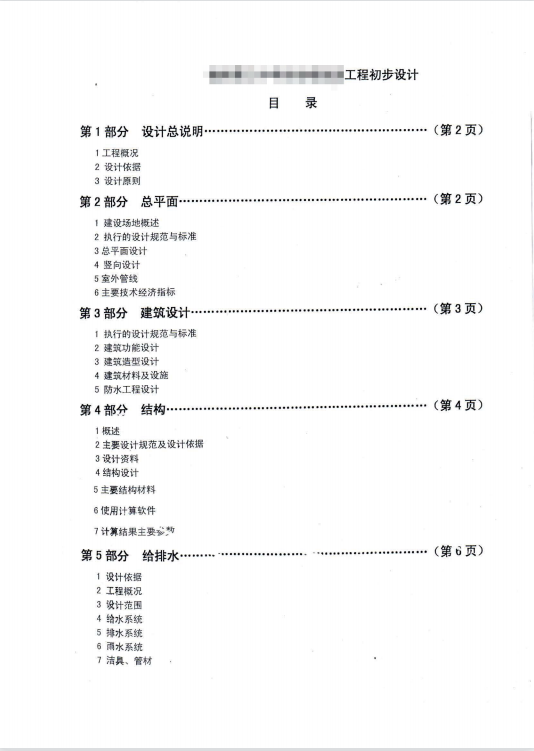 工程初步设计
目 录
第1部分 设计总说明……………………………………(第2页)
1工程概况
2 设计依据
3 设计原则
第2部分 总平面……………………………………(第2页)
1 建设场地概述
2 执行的设计规范与标准
3总平面设计
4 竖向设计
5室外管线
6主要技术经济指标
第3部分 建筑设计……………………………………(第3页)
1 执行的设计规范与标准
2 建筑功能设计
3 建筑造型设计
4 建筑材料及设施
5 防水工程设计
第4部分 结构……………………………………(第4页)
1概述
2主要设计规范及设计依据
3设计资料
4结构设计
5主要结构材料
6使用计算软件
7计算结果主要参数
第5部分 给排水……………………………………(第6页)
1 设计依据
2 工程概况
3 设计范围
4 给水系统
5 排水系统
6 雨水系统
7 洁具、管材